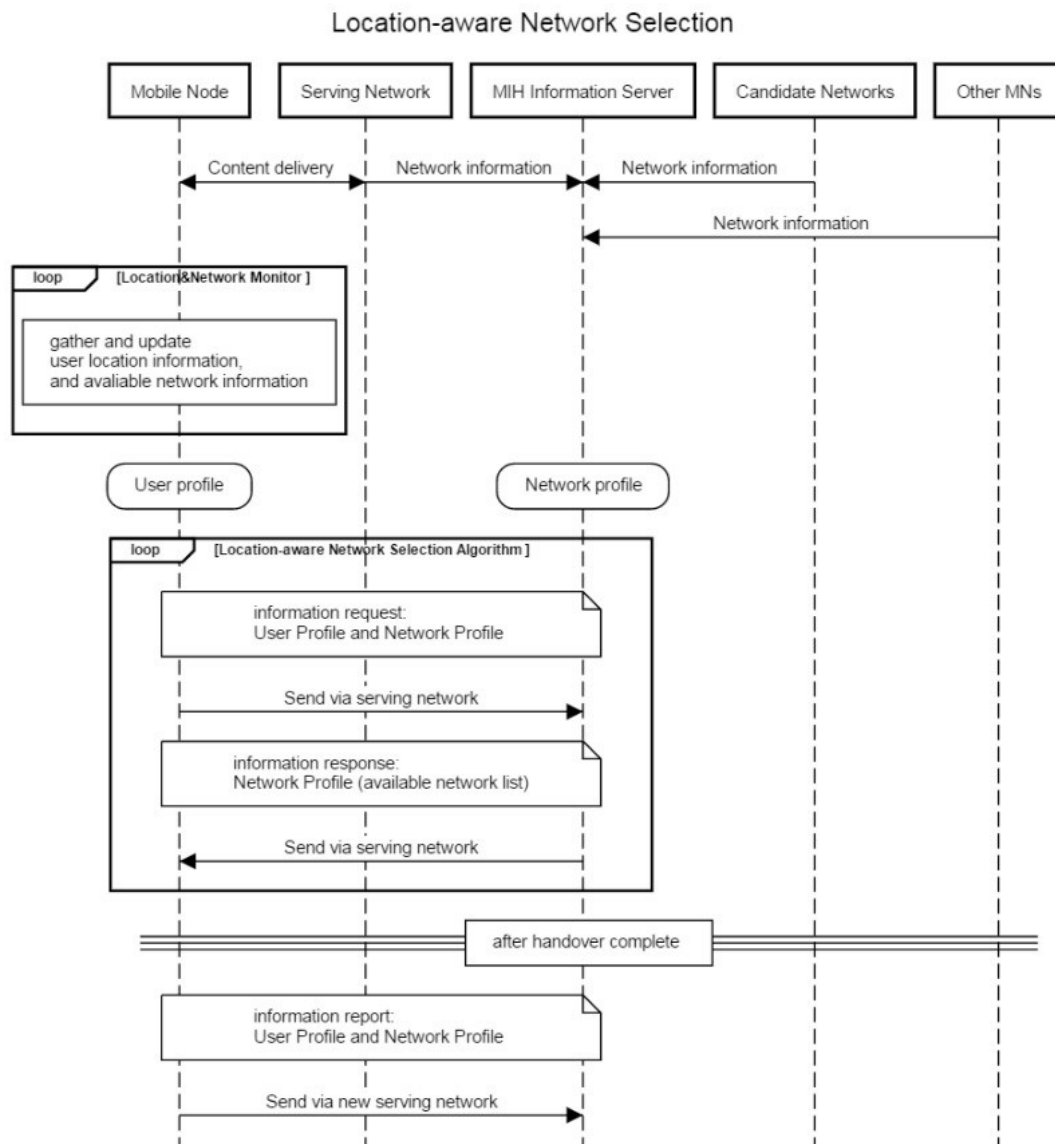 Location-aware Network Selection
Mobile Node
Serving Network
MIH Information Server
Candidate Networks
Other MNs
Content delivery
Network information
Network information
Network information
loop
[Location&Network Monitor ]
gather and update
user location information,
and avaliable network information
User profile
Network profile
loop
[Location-aware Network Selection Algorithm ]
information request:
User Profile and Network Profile
Send via serving network
information response:
Network Profile (available network list)
Send via serving network
after handover complete
information report:
User Profile and Network Profile
Send via new serving network